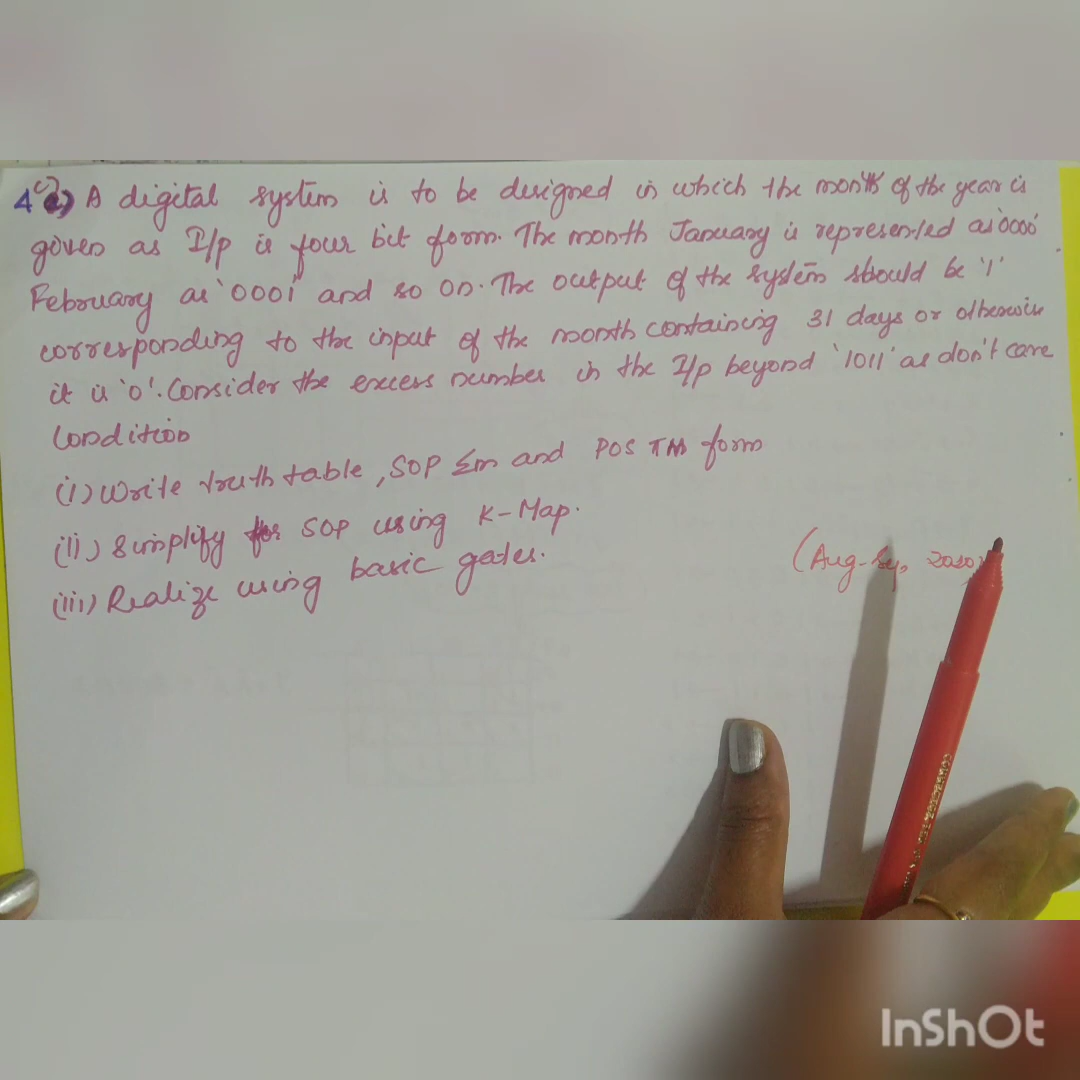 4 c) a) A digital system is to be designed in which the month of the year is
given as I/p is four bit form. The month January is represented as '0000'
February as '0001' and so on. The output of the system should be '1'
corresponding to the input of the month containing 31 days or otherwise
it is '0'. Consider the excess number in the I/p beyond '1011' as don't care
Condition
(i) Write truth table, SOP Σm and POS πM form
(ii) Simplify for SOP using K-Map.
(iii) Realize using basic gates.
(Aug-Sep, 2020)
InShOt